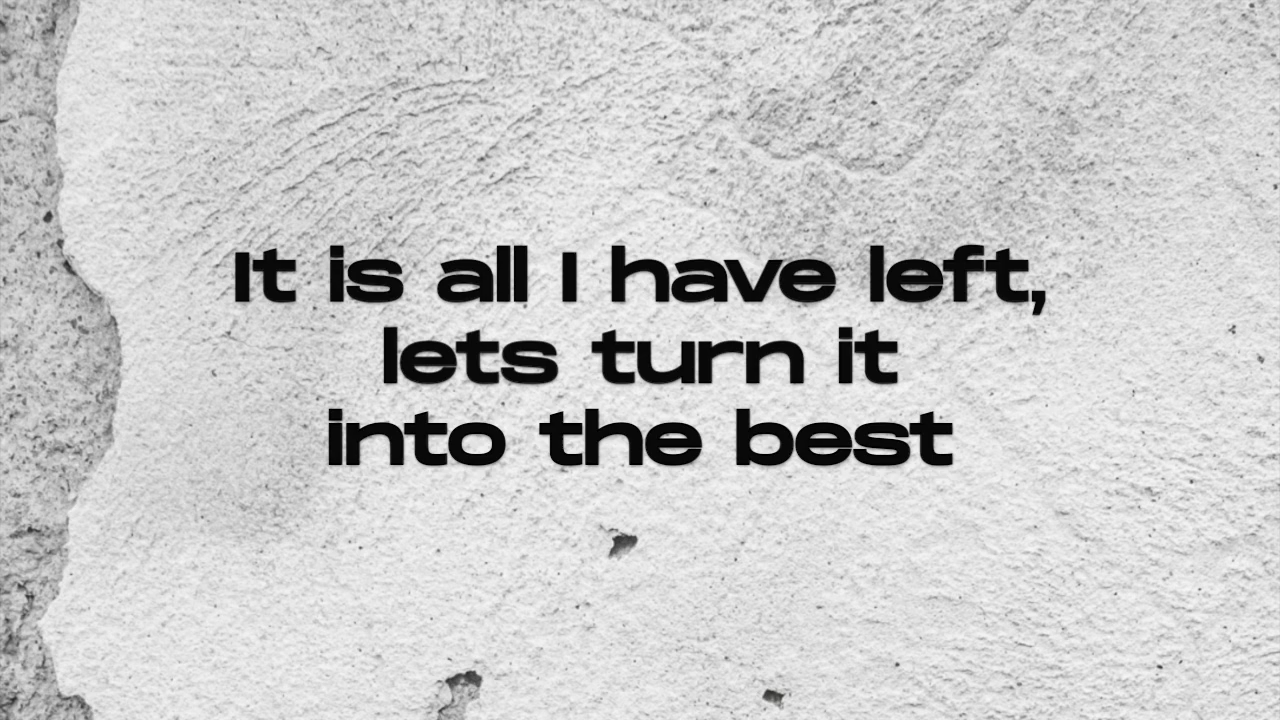 It is all I have left,
lets turn it
into the best